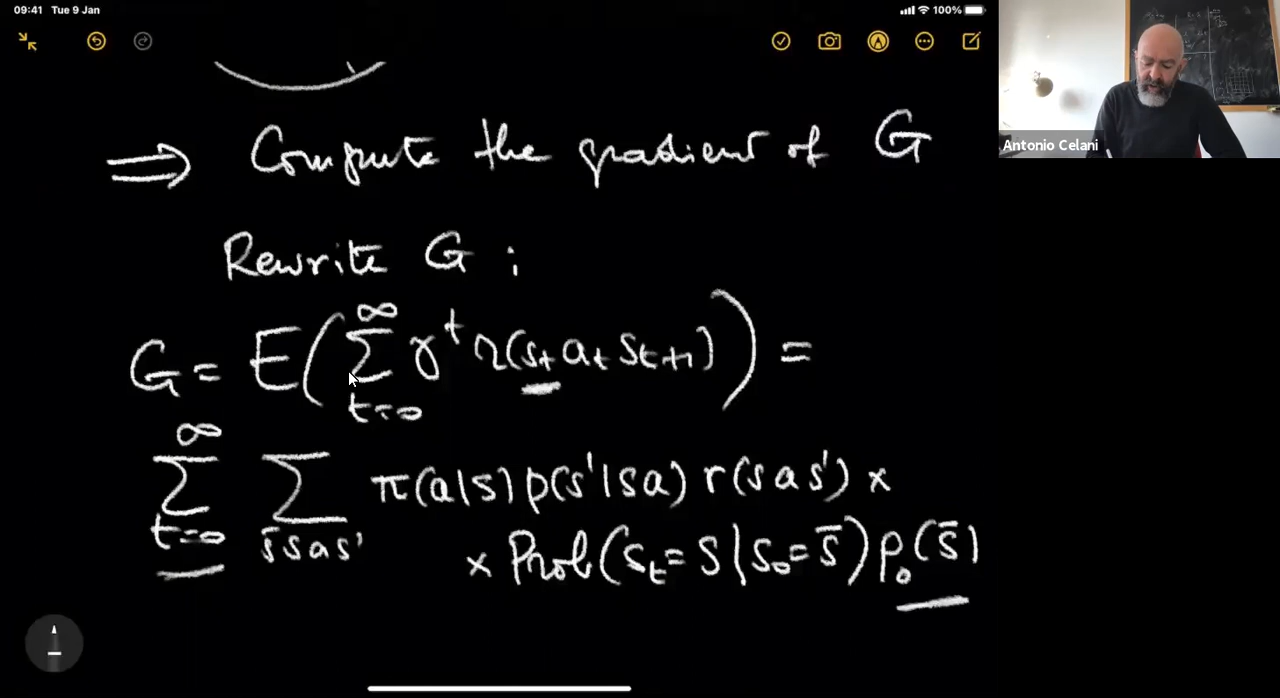 09:41 Tue 9 Jan
100%
Antonio Celani
⇒ Compute the gradient of G
Rewrite G :
G = E( ∑_{t=0}^{∞} γ^t r(s_t a_t s_{t+1}) ) =
∑_{t=0}^{∞} ∑_{s̄ s a s'} π(a|s) p(s'|sa) r(s a s') ×
× Prob(s_t = s | s_0 = s̄) ρ_0(s̄)